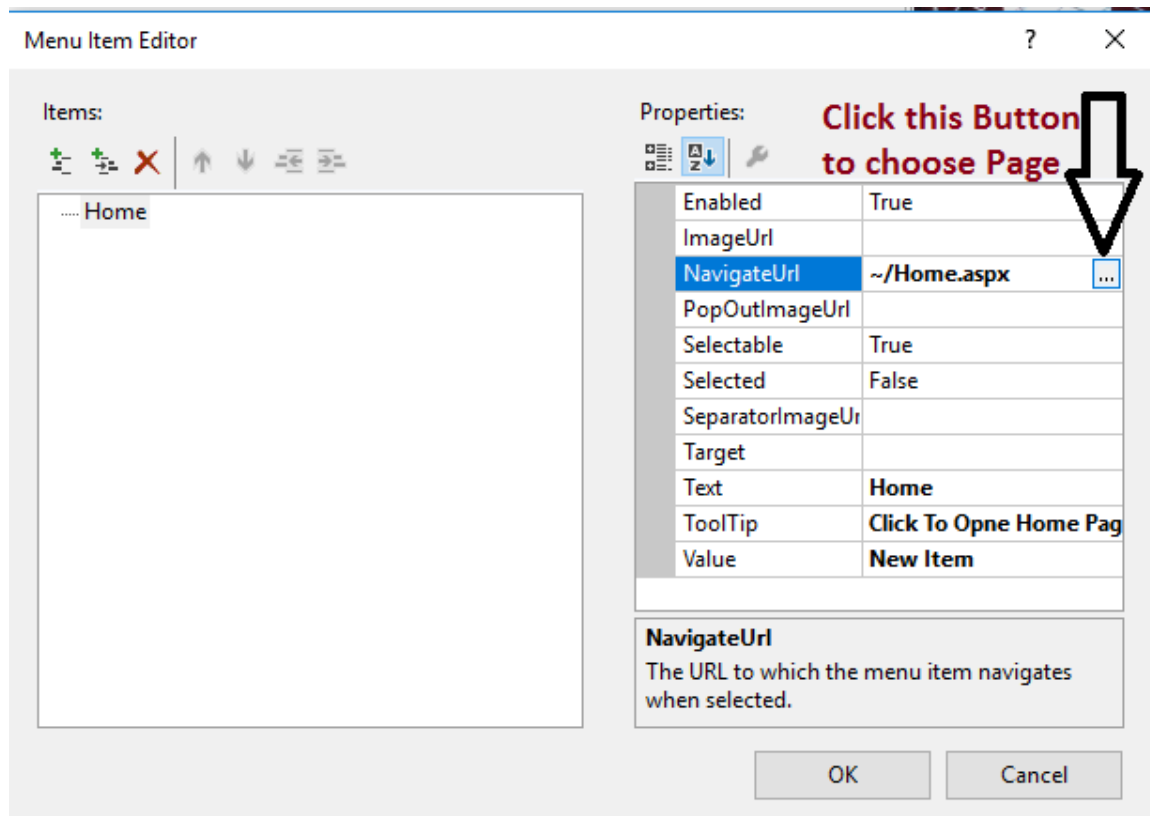 Menu Item Editor
?
Items:
Home
Properties:
Click this Button
to choose Page
Enabled True
ImageUrl
NavigateUrl ~/Home.aspx ...
PopOutImageUrl
Selectable True
Selected False
SeparatorImageUr
Target
Text Home
ToolTip Click To Opne Home Pag
Value New Item
NavigateUrl
The URL to which the menu item navigates
when selected.
OK Cancel